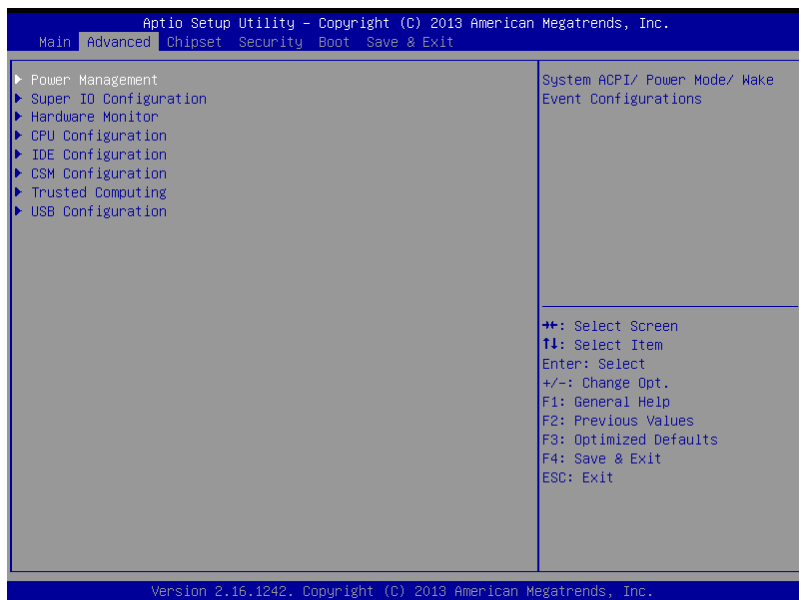 Aptio Setup Utility – Copyright (C) 2013 American Megatrends, Inc.
Main Advanced Chipset Security Boot Save & Exit
Power Management
Super IO Configuration
Hardware Monitor
CPU Configuration
IDE Configuration
CSM Configuration
Trusted Computing
USB Configuration
System ACPI/ Power Mode/ Wake
Event Configurations
→←: Select Screen
↑↓: Select Item
Enter: Select
+/-: Change Opt.
F1: General Help
F2: Previous Values
F3: Optimized Defaults
F4: Save & Exit
ESC: Exit
Version 2.16.1242. Copyright (C) 2013 American Megatrends, Inc.